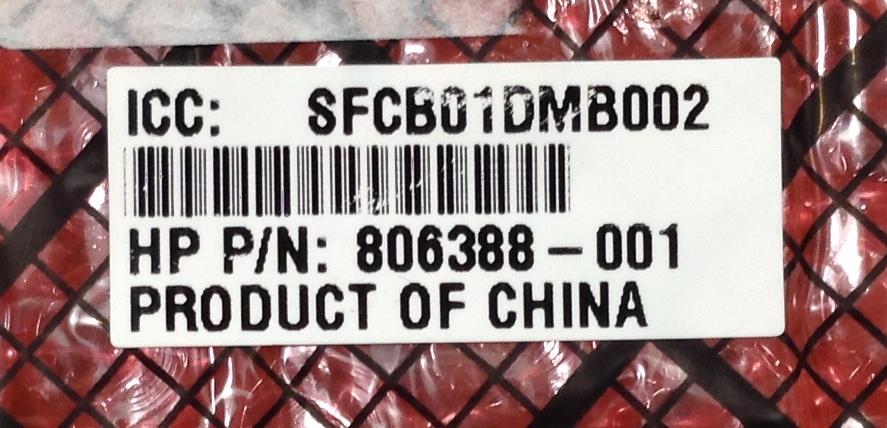 ICC: SFCB01DMB002
HP P/N: 806388-001
PRODUCT OF CHINA